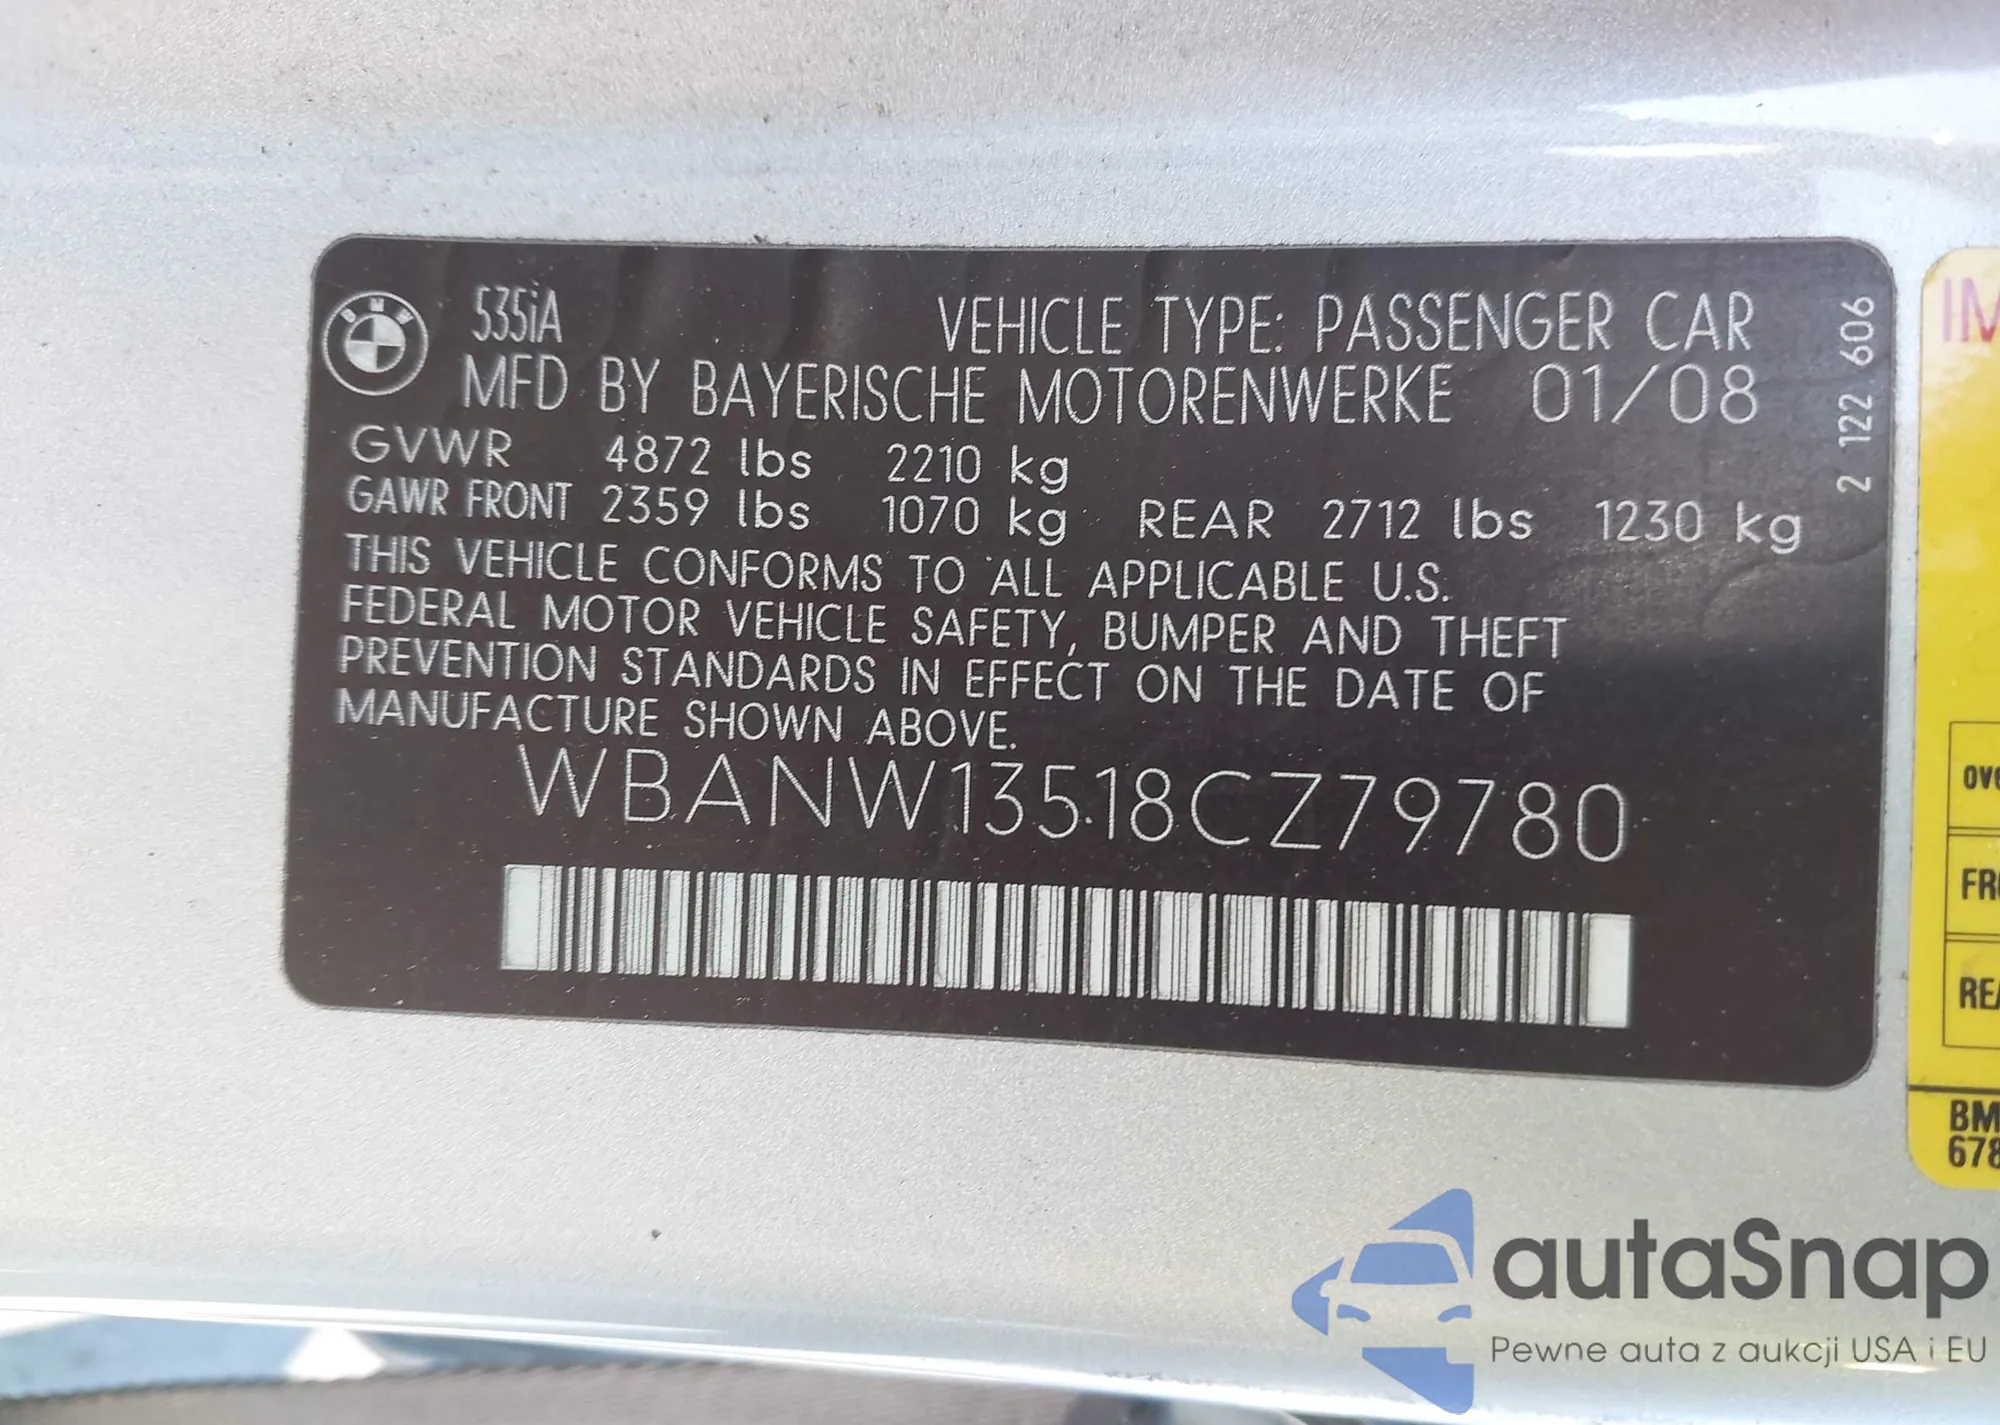 BMW
535iA
VEHICLE TYPE: PASSENGER CAR
MFD BY BAYERISCHE MOTORENWERKE 01/08
GVWR 4872 lbs 2210 kg
GAWR FRONT 2359 lbs 1070 kg REAR 2712 lbs 1230 kg
THIS VEHICLE CONFORMS TO ALL APPLICABLE U.S.
FEDERAL MOTOR VEHICLE SAFETY, BUMPER AND THEFT
PREVENTION STANDARDS IN EFFECT ON THE DATE OF
MANUFACTURE SHOWN ABOVE.
WBANW13518CZ79780
2 122 606
BM
678
autaSnap
Pewne auta z aukcji USA i EU